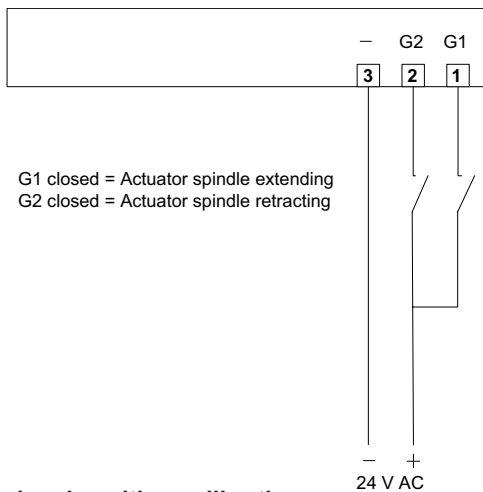 – G2 G1
3 2 1
G1 closed = Actuator spindle extending
G2 closed = Actuator spindle retracting
– +
24 V AC